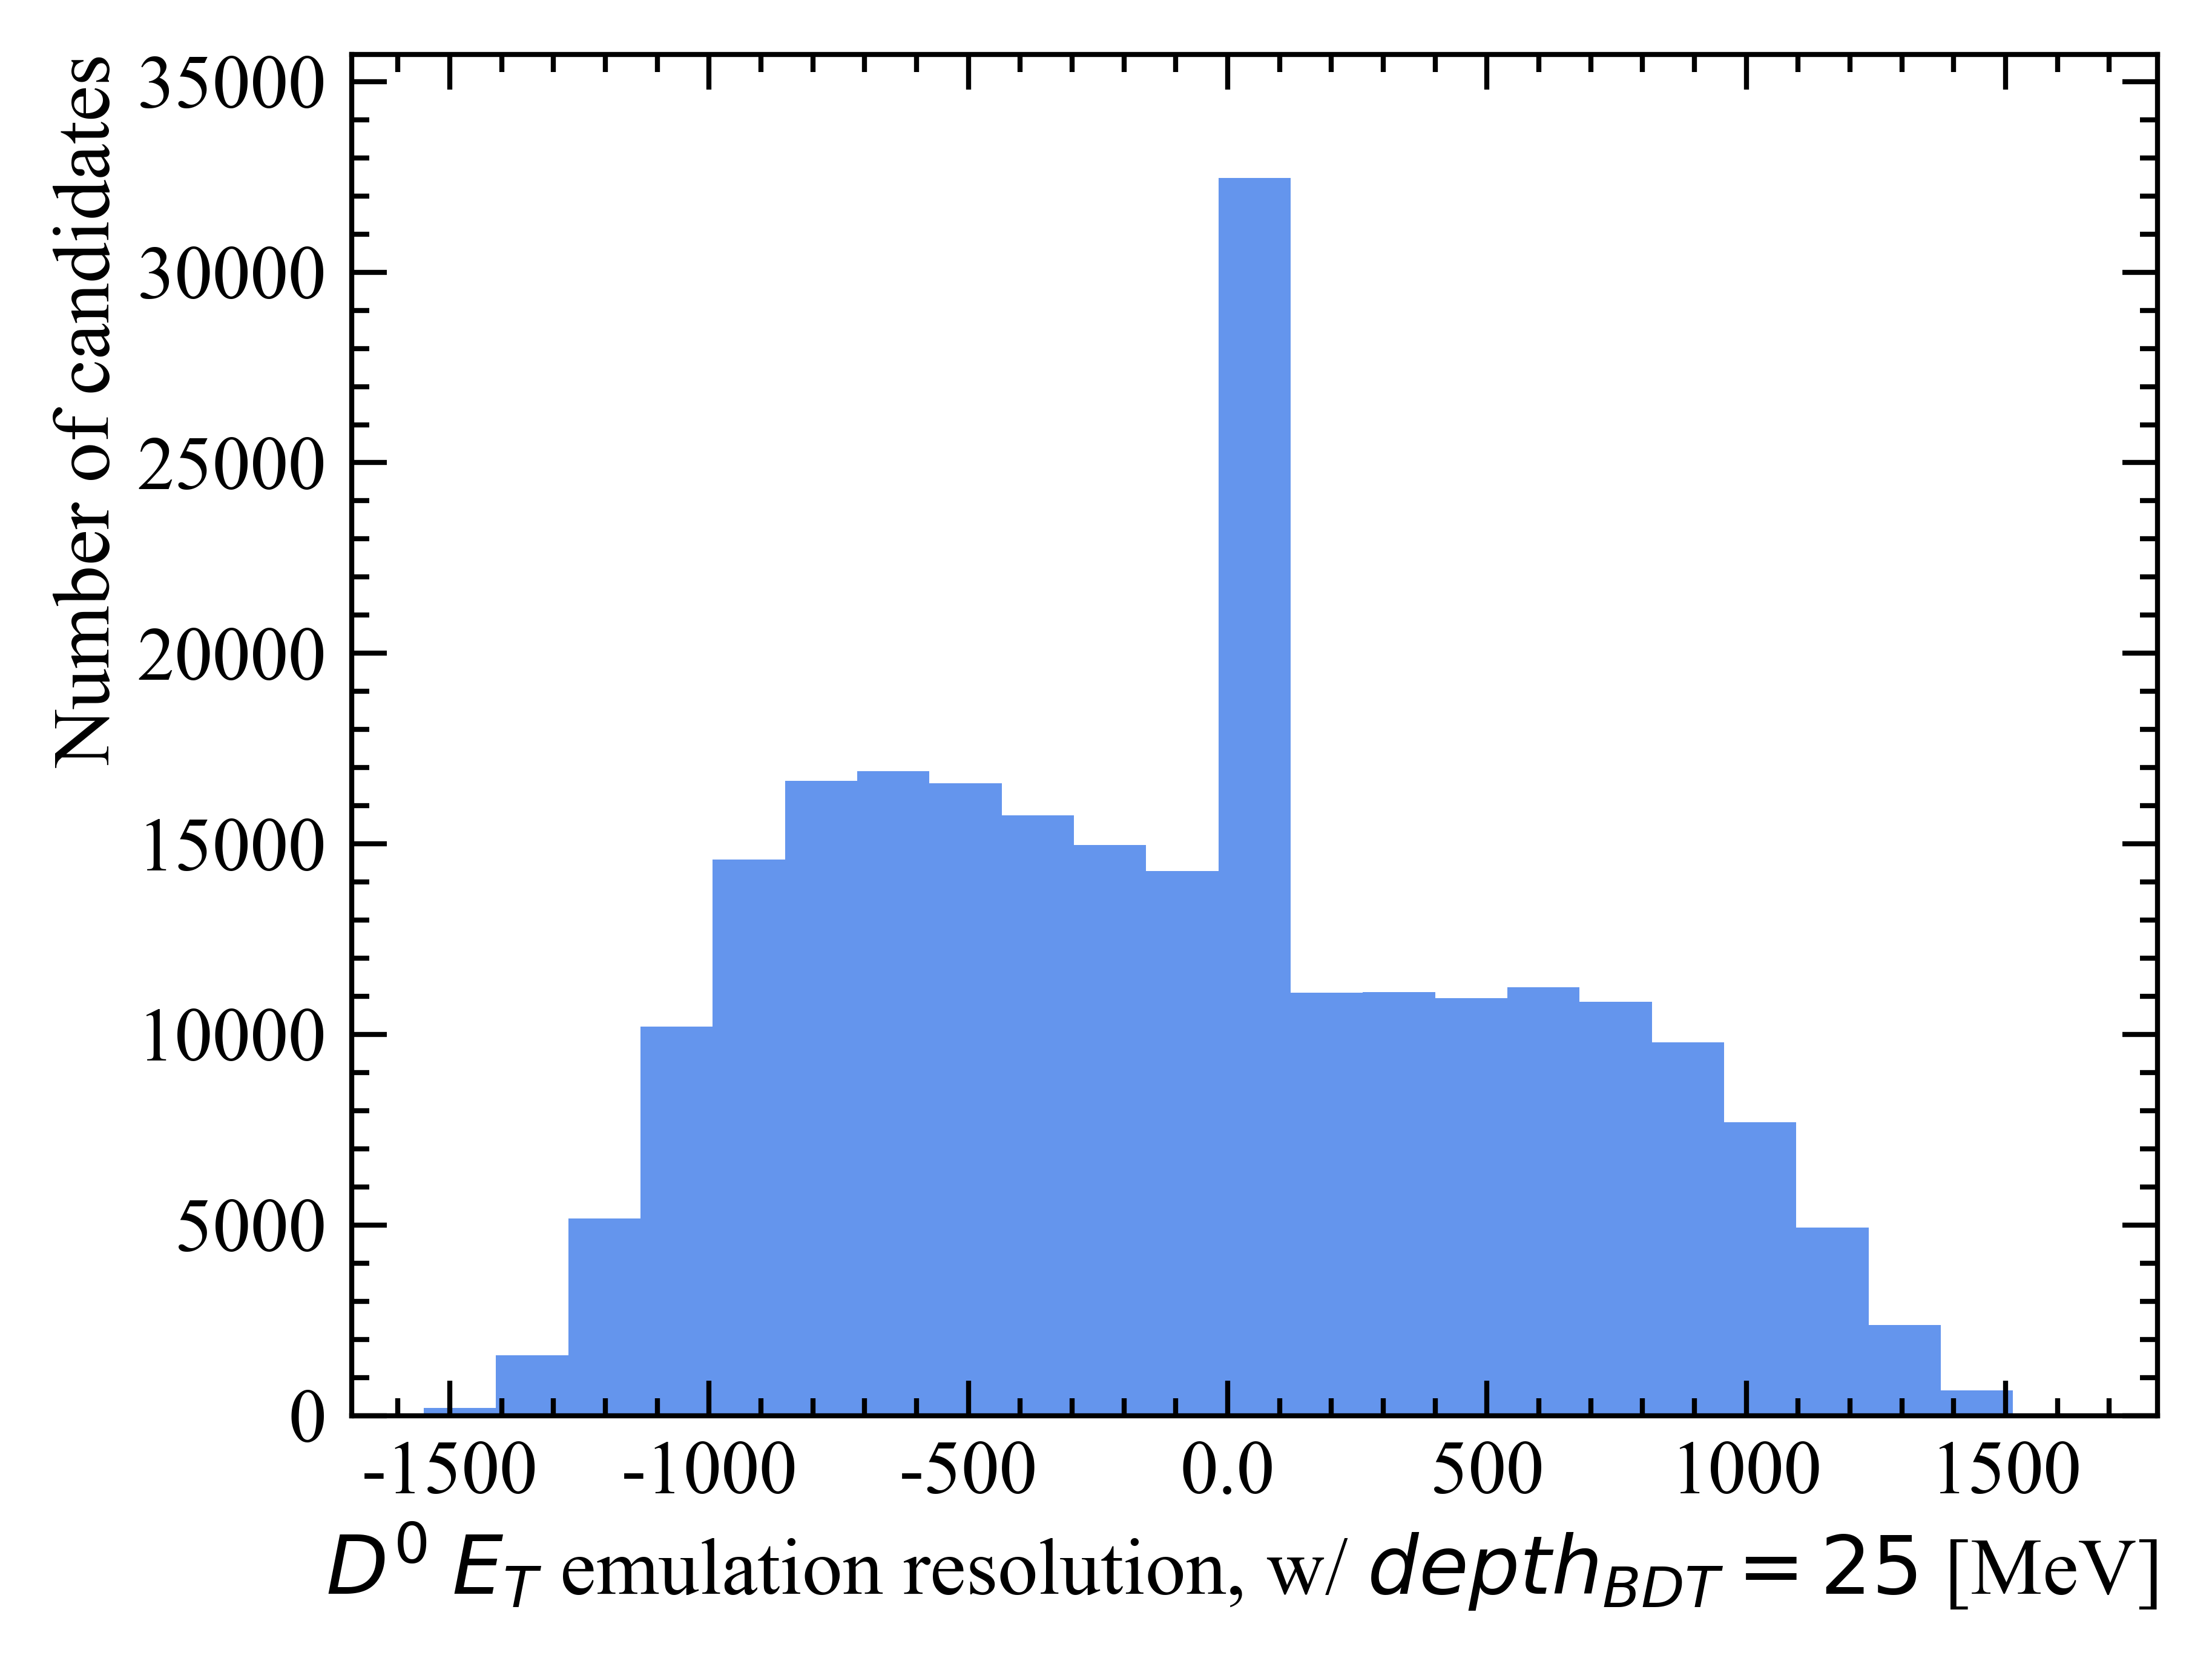 Number of candidates
35000
30000
25000
20000
15000
10000
5000
0
-1500 -1000 -500 0.0 500 1000 1500
D⁰ E_T emulation resolution, w/ depth_BDT = 25 [MeV]